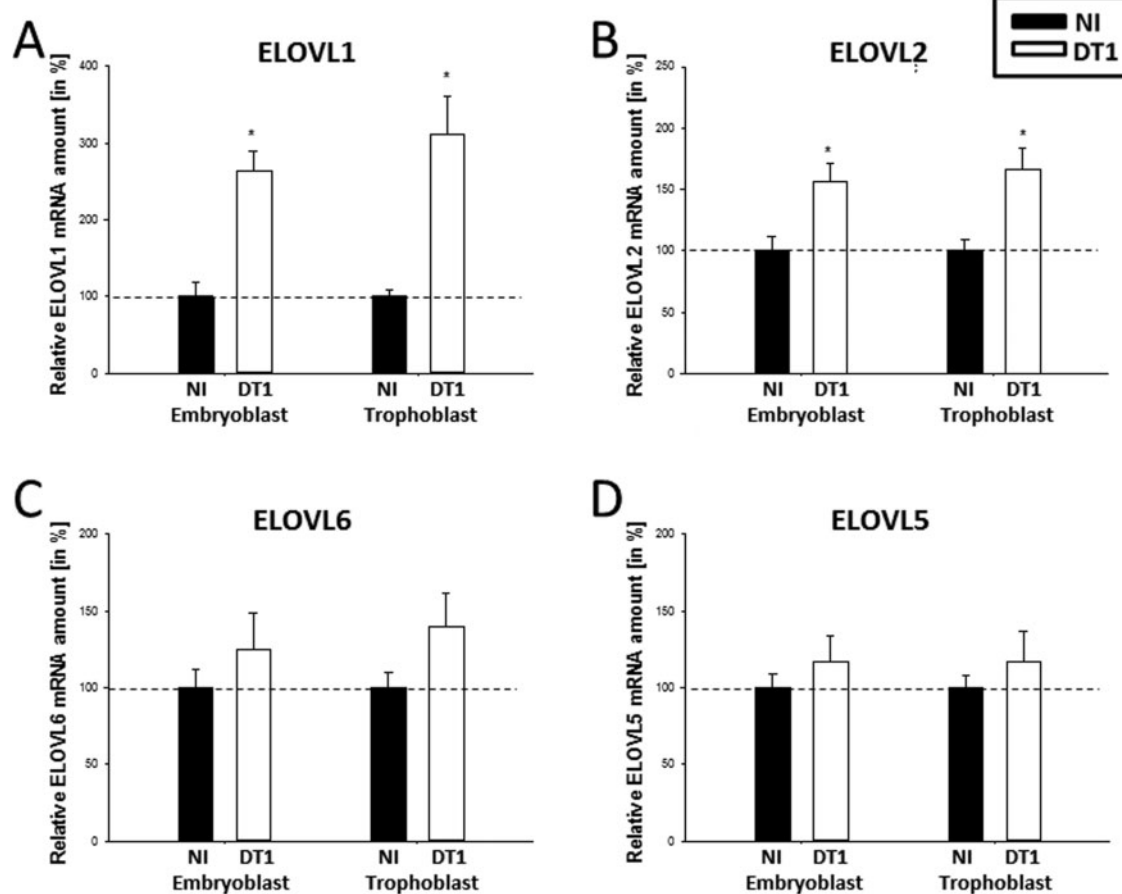 NI
DT1
A
ELOVL1
Relative ELOVL1 mRNA amount [in %]
400
300
200
100
0
*
*
NI DT1 NI DT1
Embryoblast Trophoblast
B
ELOVL2
Relative ELOVL2 mRNA amount [in %]
250
200
150
100
50
0
*
*
NI DT1 NI DT1
Embryoblast Trophoblast
C
ELOVL6
Relative ELOVL6 mRNA amount [in %]
200
150
100
50
0
NI DT1 NI DT1
Embryoblast Trophoblast
D
ELOVL5
Relative ELOVL5 mRNA amount [in %]
200
150
100
50
0
NI DT1 NI DT1
Embryoblast Trophoblast